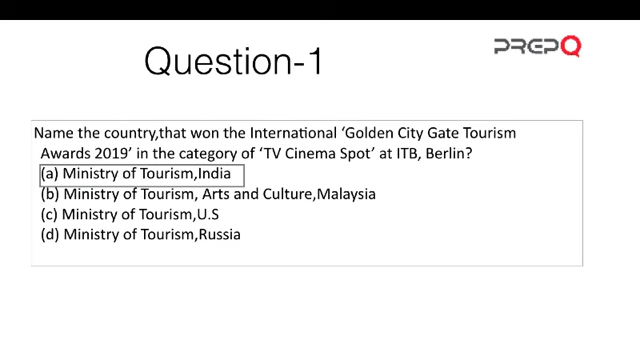 PREPQ
Question-1
Name the country,that won the International ‘Golden City Gate Tourism
Awards 2019’ in the category of ‘TV Cinema Spot’ at ITB, Berlin?
(a) Ministry of Tourism,India
(b) Ministry of Tourism, Arts and Culture,Malaysia
(c) Ministry of Tourism,U.S
(d) Ministry of Tourism,Russia